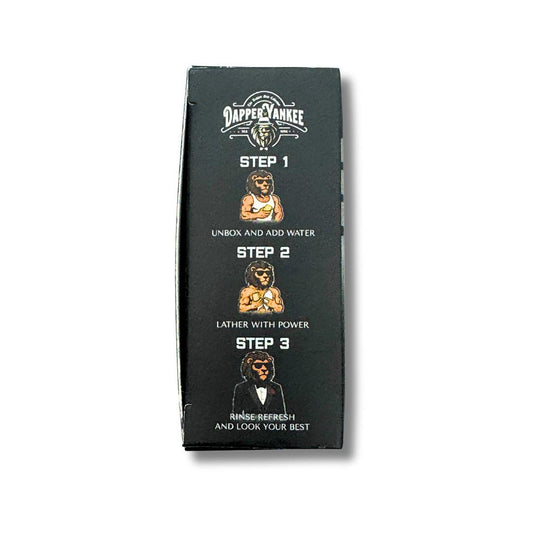 DAPPER YANKEE
STEP 1
UNBOX AND ADD WATER
STEP 2
LATHER WITH POWER
STEP 3
RINSE REFRESH
AND LOOK YOUR BEST